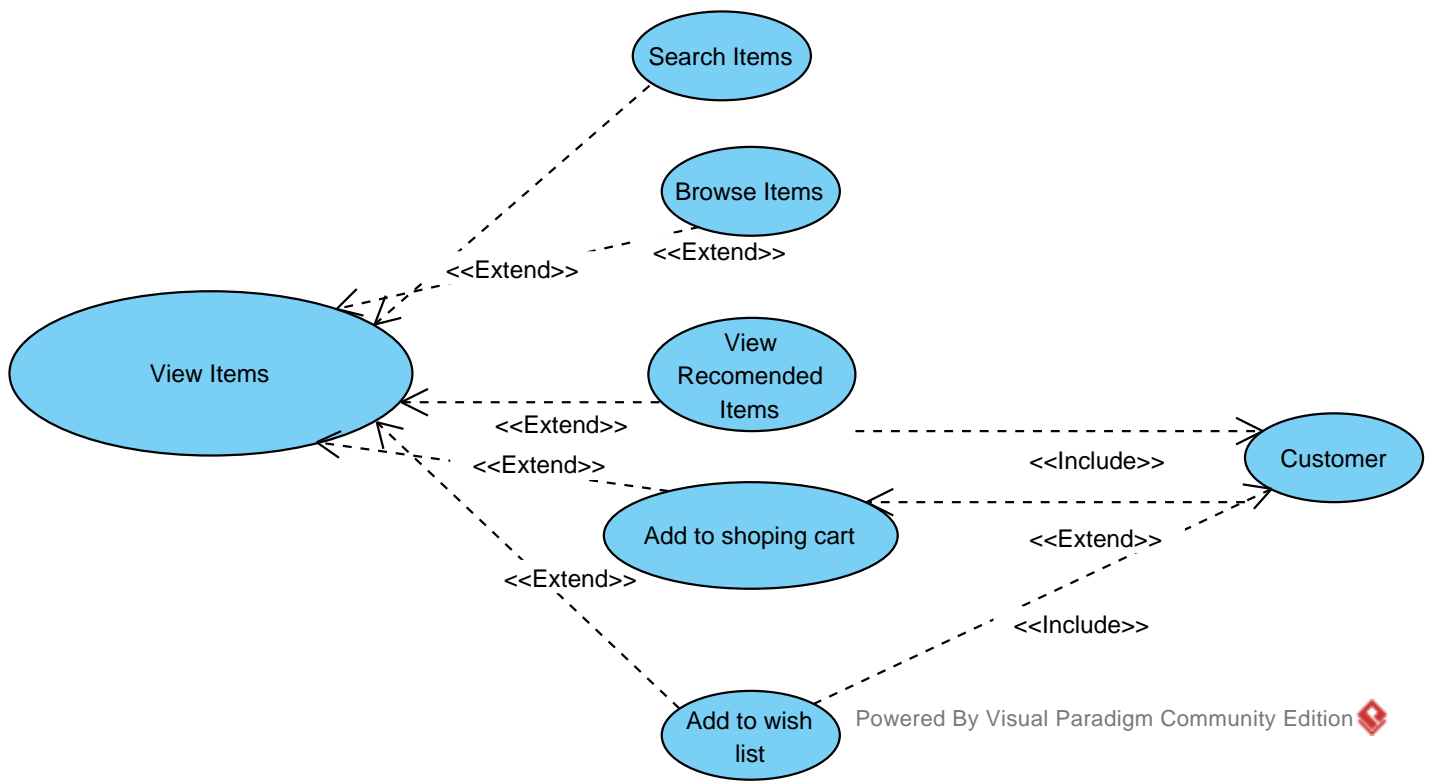 Search Items
Browse Items
<<Extend>>
<<Extend>>
View Items
View
Recomended
Items
<<Extend>>
<<Include>>
Customer
<<Extend>>
Add to shoping cart
<<Extend>>
<<Extend>>
<<Include>>
Add to wish
list
Powered By Visual Paradigm Community Edition